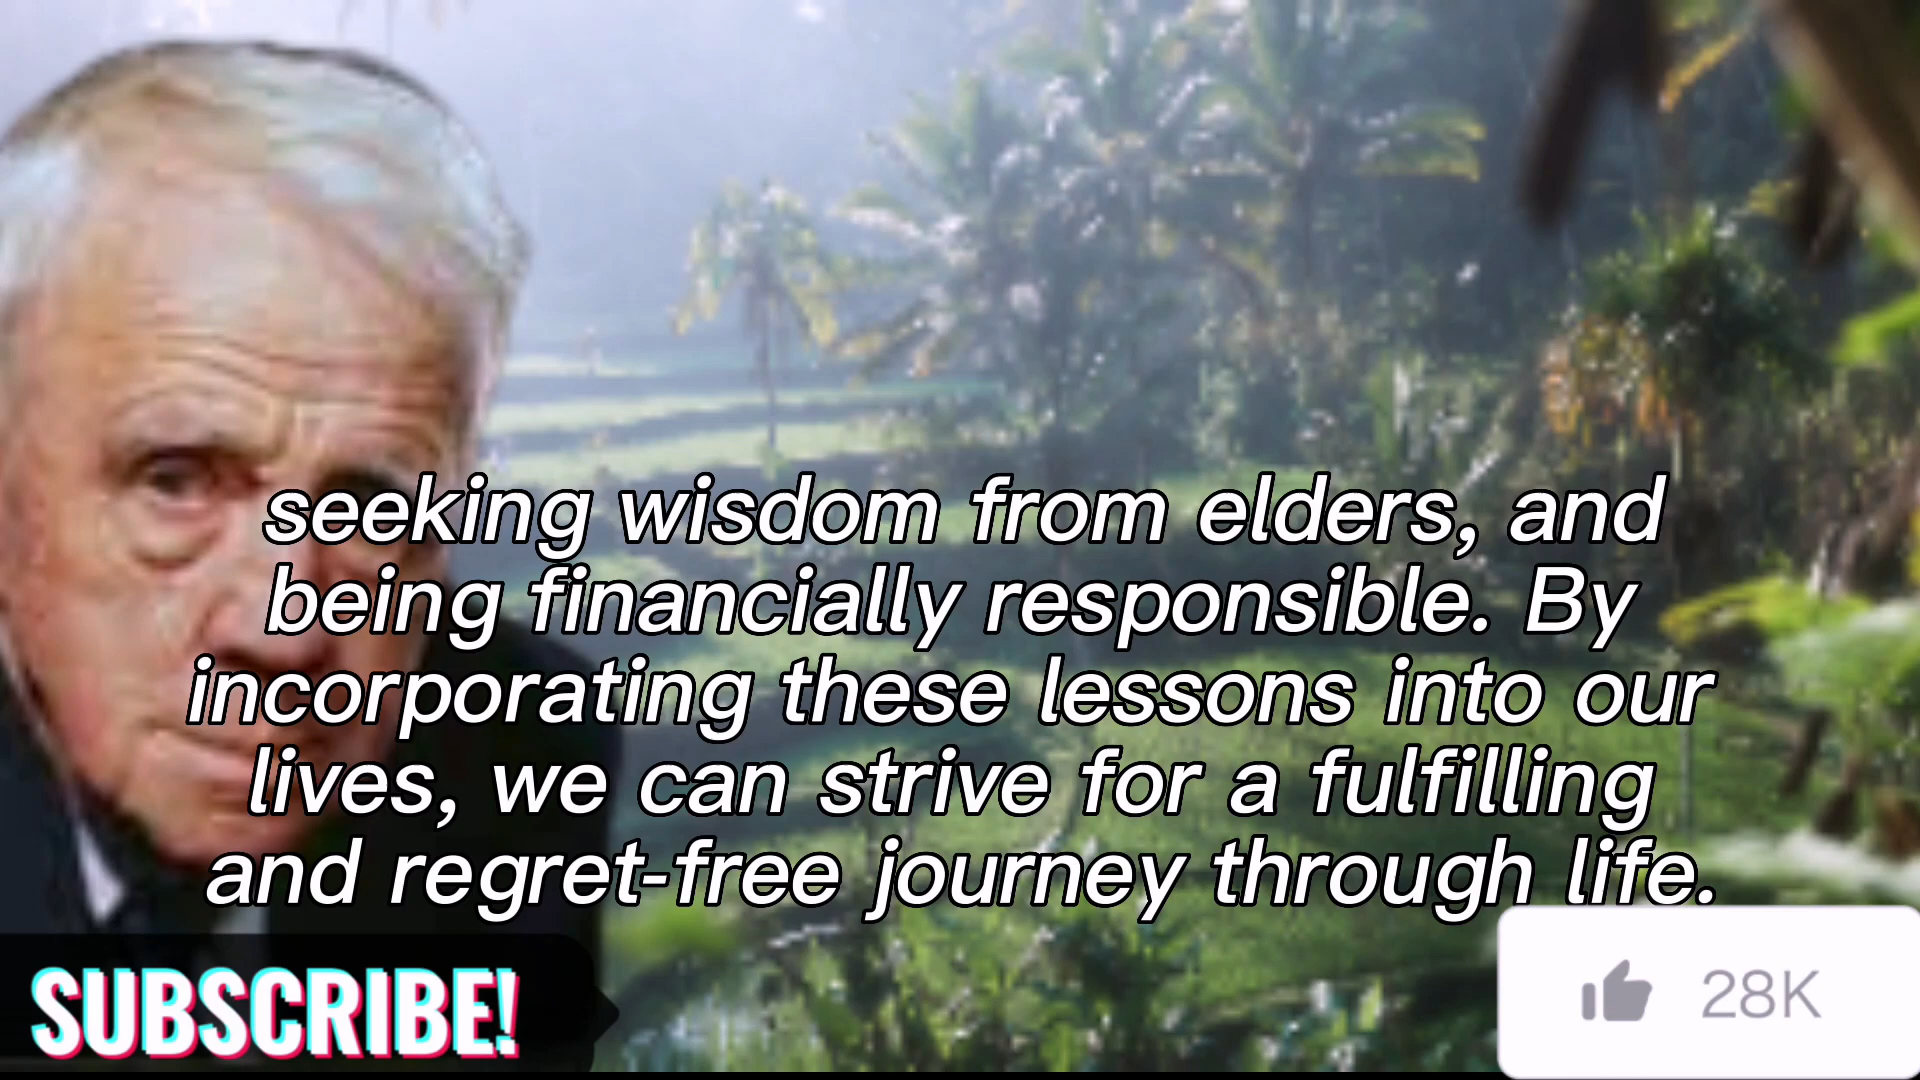 seeking wisdom from elders, and
being financially responsible. By
incorporating these lessons into our
lives, we can strive for a fulfilling
and regret-free journey through life.
SUBSCRIBE!
28K